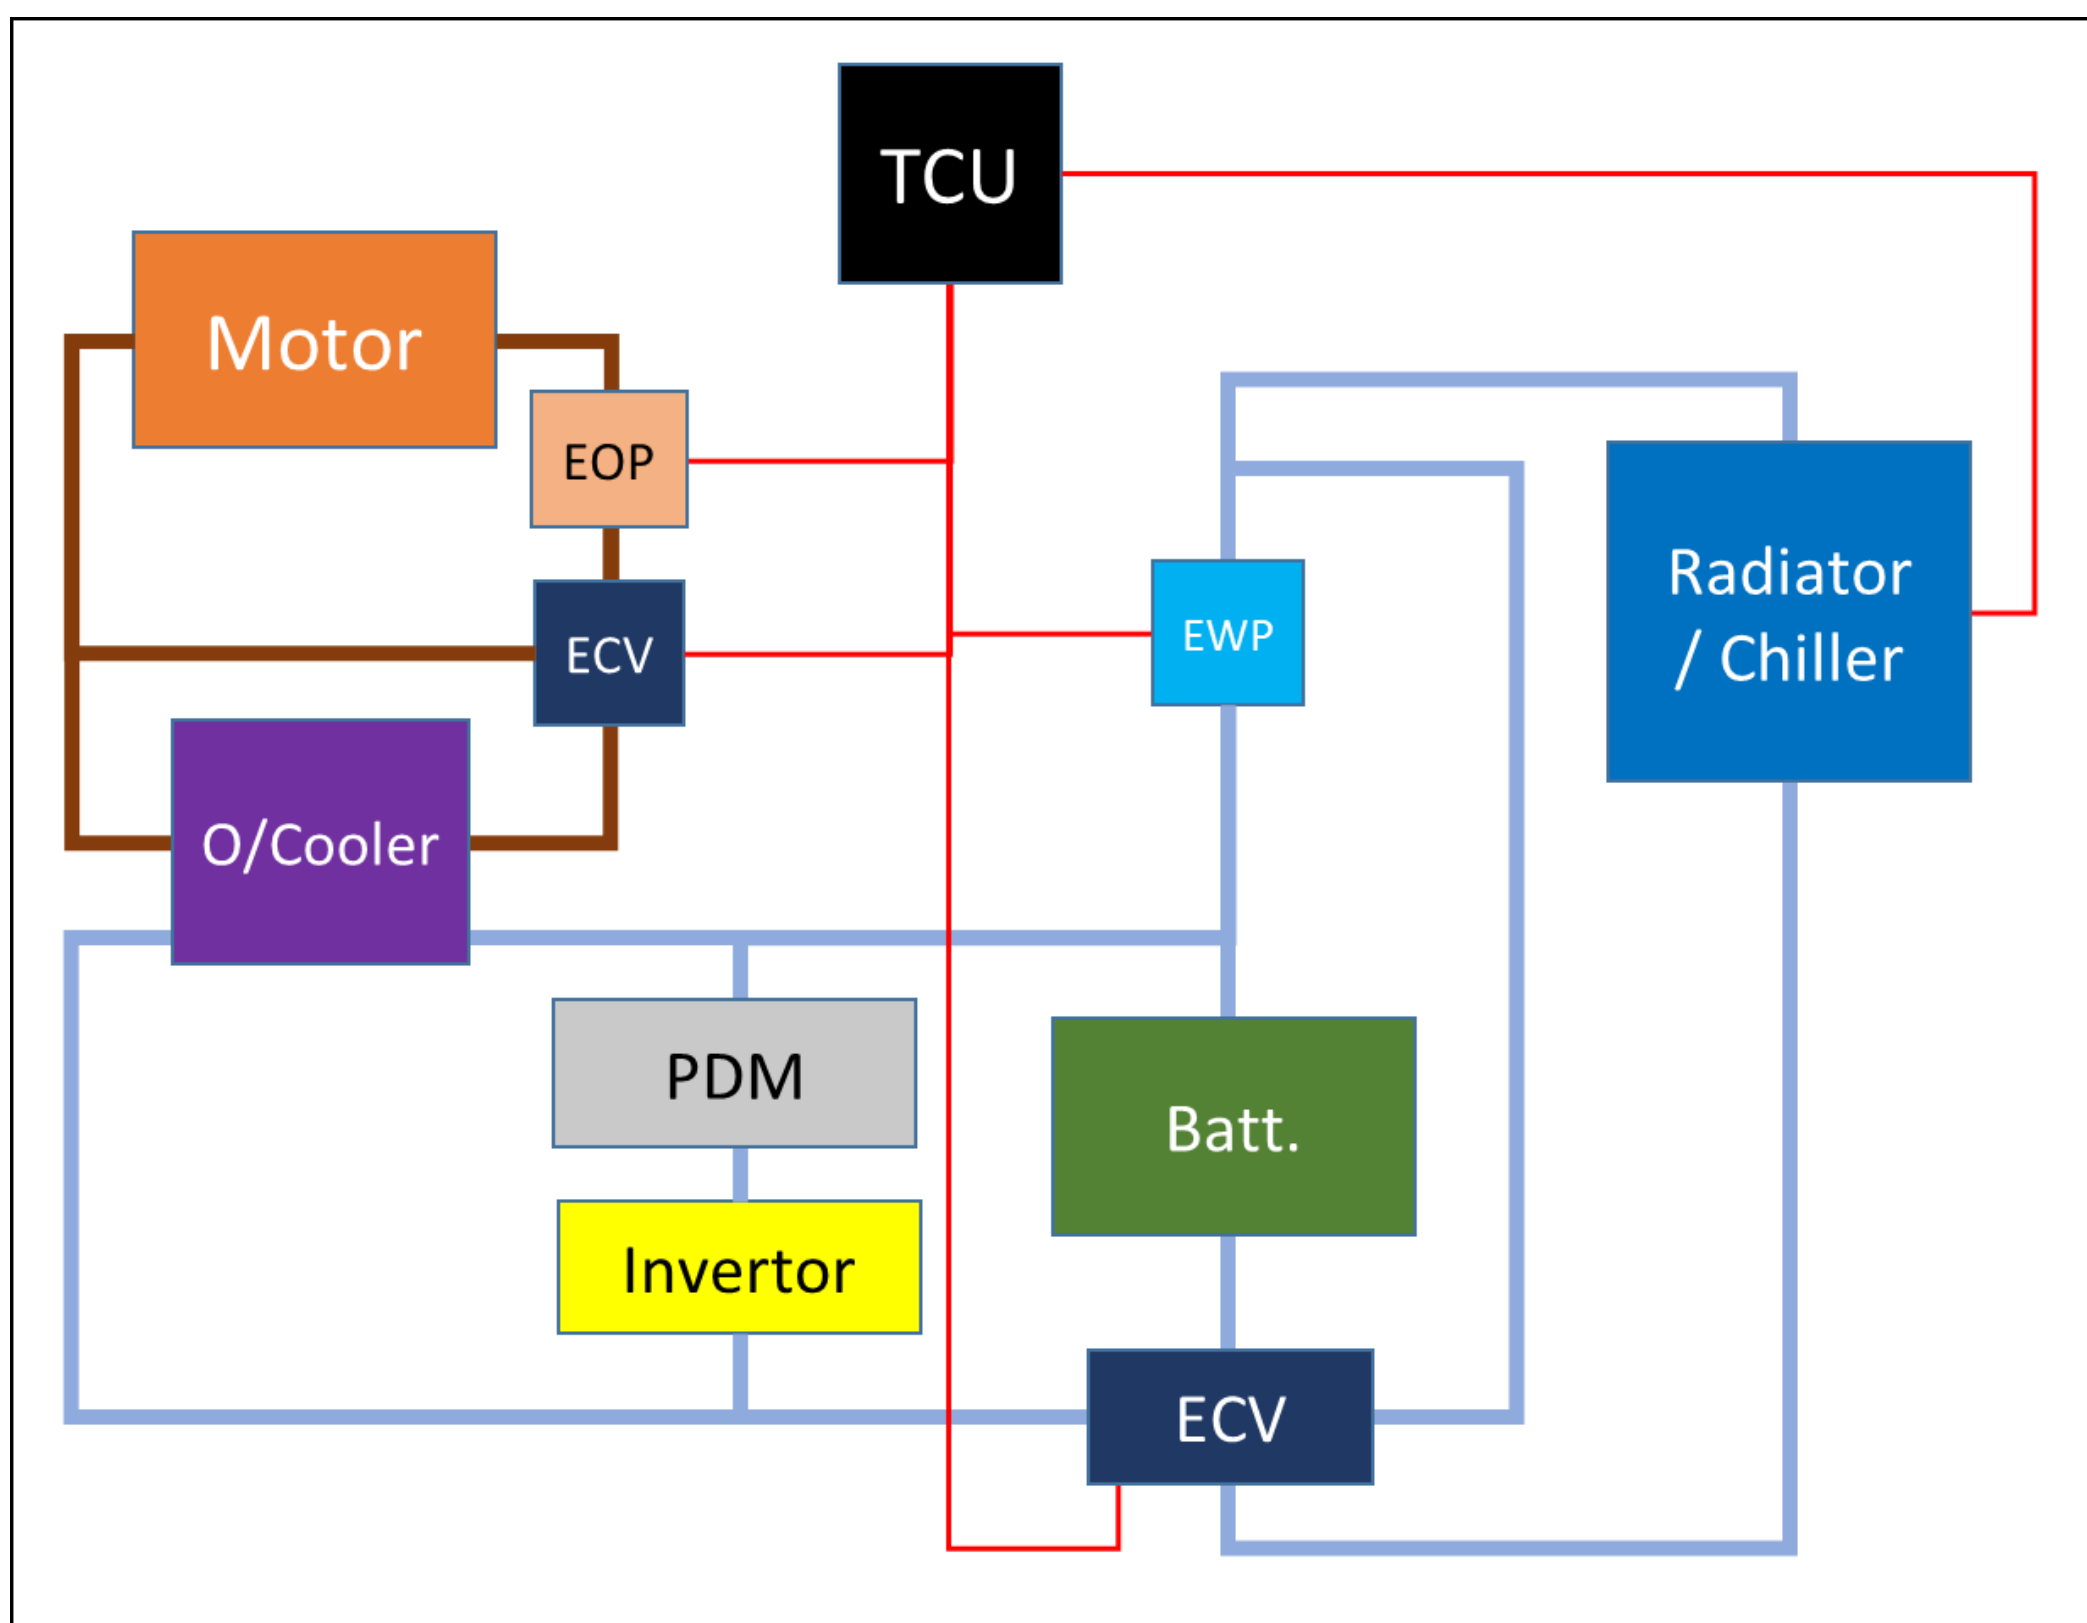 TCU
Motor
EOP
ECV
EWP
Radiator
/ Chiller
O/Cooler
PDM
Batt.
Invertor
ECV